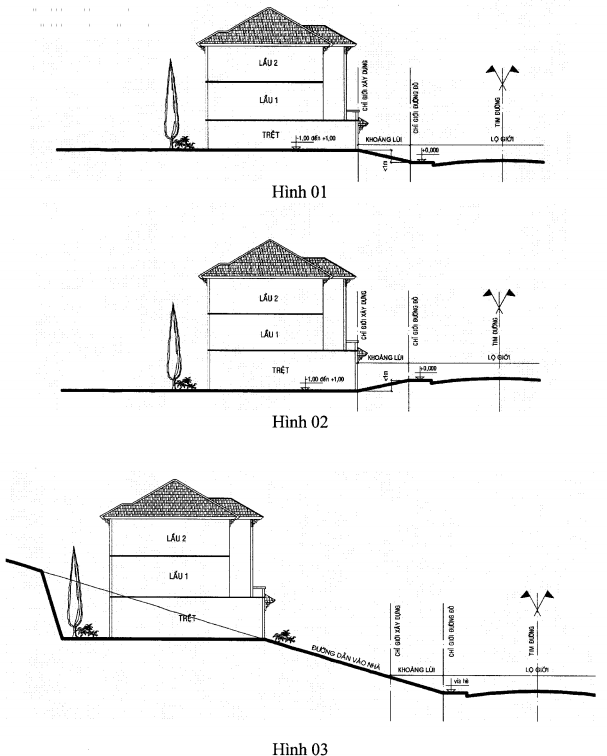 LẦU 2
LẦU 1
TRỆT
-1,00 đến +1,00
CHỈ GIỚI XÂY DỰNG
KHOẢNG LÙI
<1m
CHỈ GIỚI ĐƯỜNG ĐỎ
+0,000
TIM ĐƯỜNG
LỘ GIỚI
Hình 01
LẦU 2
LẦU 1
TRỆT
-1,00 đến +1,00
CHỈ GIỚI XÂY DỰNG
KHOẢNG LÙI
<1m
CHỈ GIỚI ĐƯỜNG ĐỎ
+0,000
TIM ĐƯỜNG
LỘ GIỚI
Hình 02
LẦU 2
LẦU 1
TRỆT
ĐƯỜNG DẪN VÀO NHÀ
CHỈ GIỚI XÂY DỰNG
KHOẢNG LÙI
CHỈ GIỚI ĐƯỜNG ĐỎ
vỉa hè
TIM ĐƯỜNG
LỘ GIỚI
Hình 03